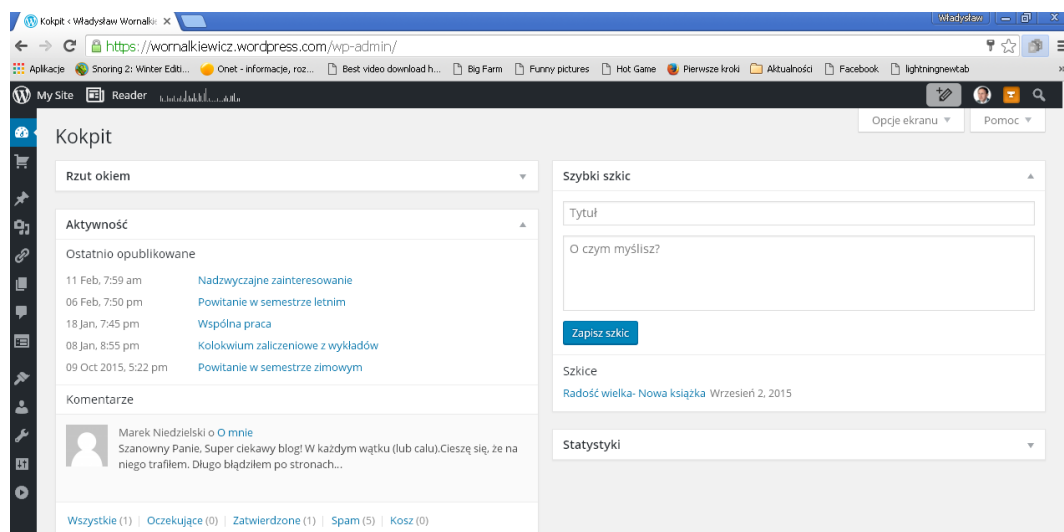 Kokpit ‹ Władysław Wornalki
Władysław
https://wornalkiewicz.wordpress.com/wp-admin/
Aplikacje Snoring 2: Winter Editi... Onet - informacje, roz... Best video download h... Big Farm Funny pictures Hot Game Pierwsze kroki Aktualności Facebook lightningnewtab
My Site Reader
Opcje ekranu Pomoc
Kokpit
Rzut okiem
Aktywność
Ostatnio opublikowane
11 Feb, 7:59 am Nadzwyczajne zainteresowanie
06 Feb, 7:50 pm Powitanie w semestrze letnim
18 Jan, 7:45 pm Wspólna praca
08 Jan, 8:55 pm Kolokwium zaliczeniowe z wykładów
09 Oct 2015, 5:22 pm Powitanie w semestrze zimowym
Komentarze
Marek Niedzielski o O mnie
Szanowny Panie, Super ciekawy blog! W każdym wątku (lub calu).Cieszę się, że na
niego trafiłem. Długo błądziłem po stronach...
Wszystkie (1) | Oczekujące (0) | Zatwierdzone (1) | Spam (5) | Kosz (0)
Szybki szkic
Tytuł
O czym myślisz?
Zapisz szkic
Szkice
Radość wielka- Nowa książka Wrzesień 2, 2015
Statystyki